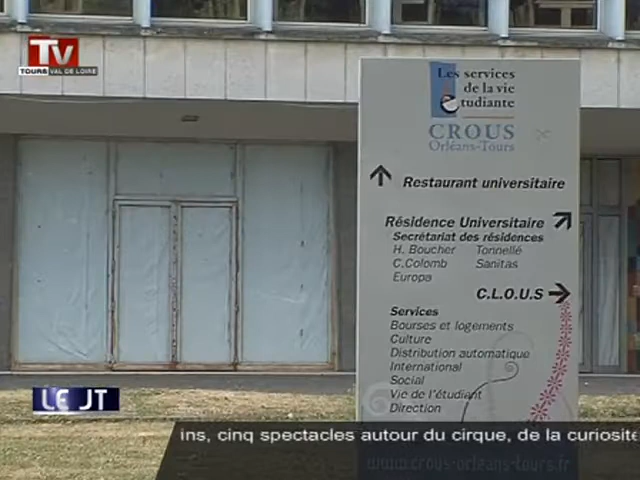 TV
TOURS VAL DE LOIRE
Les services
de la vie
étudiante
CROUS
Orléans-Tours
Restaurant universitaire
Résidence Universitaire
Secrétariat des résidences
H. Boucher Tonnellé
C.Colomb Sanitas
Europa
C.L.O.U.S
Services
Bourses et logements
Culture
Distribution automatique
International
Social
Vie de l'étudiant
Direction
LE JT
ins, cinq spectacles autour du cirque, de la curiosité
www.crous-orleans-tours.fr